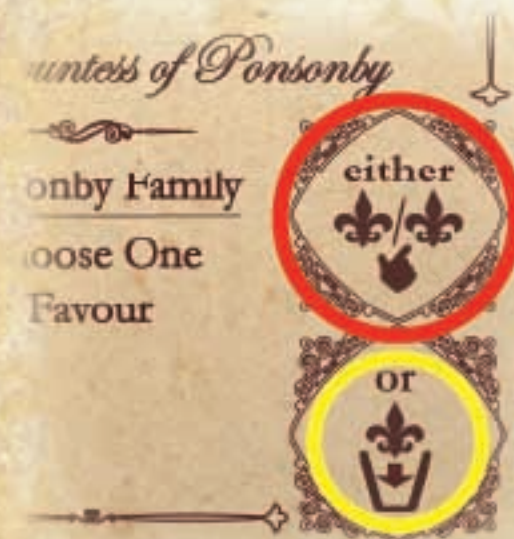 untess of Ponsonby
either
onby Family
oose One
Favour
or